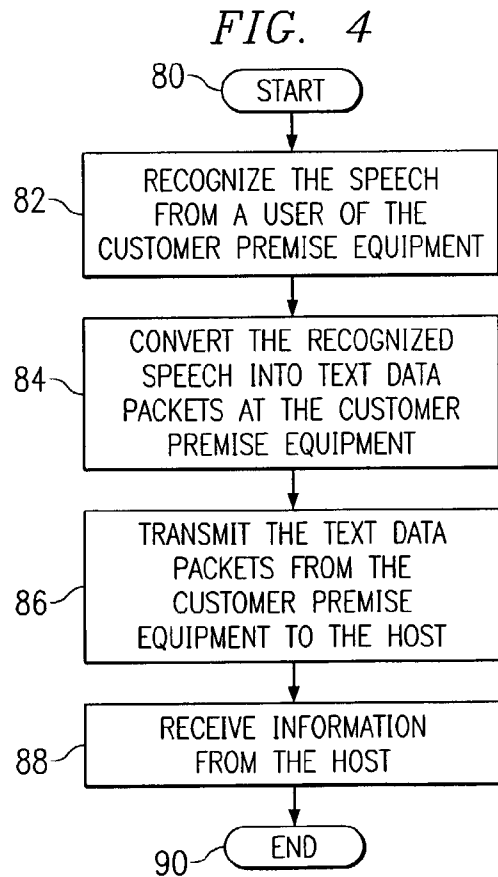 FIG. 4
80
START
82
RECOGNIZE THE SPEECH
FROM A USER OF THE
CUSTOMER PREMISE EQUIPMENT
84
CONVERT THE RECOGNIZED
SPEECH INTO TEXT DATA
PACKETS AT THE CUSTOMER
PREMISE EQUIPMENT
86
TRANSMIT THE TEXT DATA
PACKETS FROM THE
CUSTOMER PREMISE
EQUIPMENT TO THE HOST
88
RECEIVE INFORMATION
FROM THE HOST
90
END